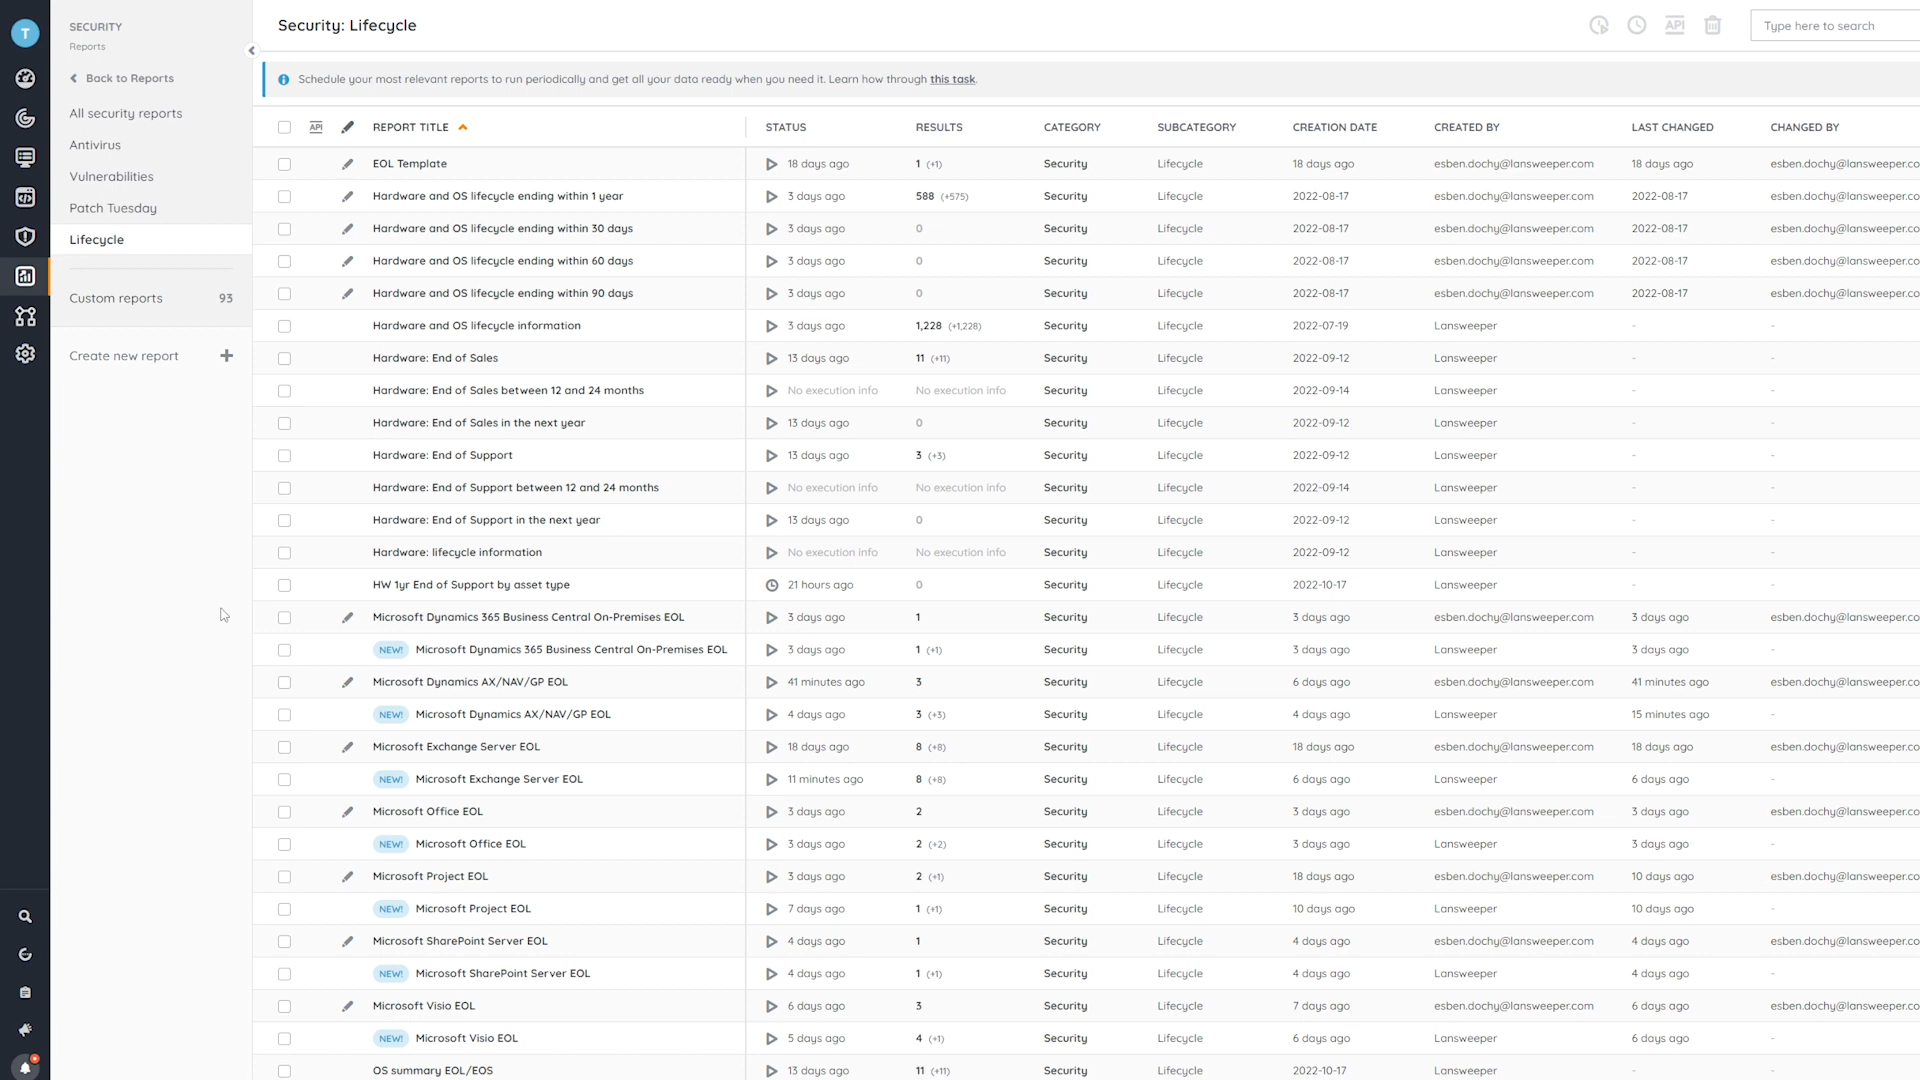 T
SECURITY
Reports
Back to Reports
All security reports
Antivirus
Vulnerabilities
Patch Tuesday
Lifecycle
Custom reports 93
Create new report +
Security: Lifecycle
API
Type here to search
Schedule your most relevant reports to run periodically and get all your data ready when you need it. Learn how through this task.
API REPORT TITLE STATUS RESULTS CATEGORY SUBCATEGORY CREATION DATE CREATED BY LAST CHANGED CHANGED BY
EOL Template 18 days ago 1 (+1) Security Lifecycle 18 days ago esben.dochy@lansweeper.com 18 days ago esben.dochy@lansweeper.co
Hardware and OS lifecycle ending within 1 year 3 days ago 588 (+575) Security Lifecycle 2022-08-17 esben.dochy@lansweeper.com 2022-08-17 esben.dochy@lansweeper.co
Hardware and OS lifecycle ending within 30 days 3 days ago 0 Security Lifecycle 2022-08-17 esben.dochy@lansweeper.com 2022-08-17 esben.dochy@lansweeper.co
Hardware and OS lifecycle ending within 60 days 3 days ago 0 Security Lifecycle 2022-08-17 esben.dochy@lansweeper.com 2022-08-17 esben.dochy@lansweeper.co
Hardware and OS lifecycle ending within 90 days 3 days ago 0 Security Lifecycle 2022-08-17 esben.dochy@lansweeper.com 2022-08-17 esben.dochy@lansweeper.co
Hardware and OS lifecycle information 3 days ago 1,228 (+1,228) Security Lifecycle 2022-07-19 Lansweeper - -
Hardware: End of Sales 13 days ago 11 (+11) Security Lifecycle 2022-09-12 Lansweeper - -
Hardware: End of Sales between 12 and 24 months No execution info No execution info Security Lifecycle 2022-09-14 Lansweeper - -
Hardware: End of Sales in the next year 13 days ago 0 Security Lifecycle 2022-09-12 Lansweeper - -
Hardware: End of Support 13 days ago 3 (+3) Security Lifecycle 2022-09-12 Lansweeper - -
Hardware: End of Support between 12 and 24 months No execution info No execution info Security Lifecycle 2022-09-14 Lansweeper - -
Hardware: End of Support in the next year 13 days ago 0 Security Lifecycle 2022-09-12 Lansweeper - -
Hardware: lifecycle information No execution info No execution info Security Lifecycle 2022-09-12 Lansweeper - -
HW 1yr End of Support by asset type 21 hours ago 0 Security Lifecycle 2022-10-17 Lansweeper - -
Microsoft Dynamics 365 Business Central On-Premises EOL 3 days ago 1 Security Lifecycle 3 days ago esben.dochy@lansweeper.com 3 days ago esben.dochy@lansweeper.co
NEW! Microsoft Dynamics 365 Business Central On-Premises EOL 3 days ago 1 (+1) Security Lifecycle 3 days ago Lansweeper 3 days ago -
Microsoft Dynamics AX/NAV/GP EOL 41 minutes ago 3 Security Lifecycle 6 days ago esben.dochy@lansweeper.com 41 minutes ago esben.dochy@lansweeper.co
NEW! Microsoft Dynamics AX/NAV/GP EOL 4 days ago 3 (+3) Security Lifecycle 4 days ago Lansweeper 15 minutes ago -
Microsoft Exchange Server EOL 18 days ago 8 (+8) Security Lifecycle 18 days ago esben.dochy@lansweeper.com 18 days ago esben.dochy@lansweeper.co
NEW! Microsoft Exchange Server EOL 11 minutes ago 8 (+8) Security Lifecycle 6 days ago Lansweeper 6 days ago -
Microsoft Office EOL 3 days ago 2 Security Lifecycle 3 days ago esben.dochy@lansweeper.com 3 days ago esben.dochy@lansweeper.co
NEW! Microsoft Office EOL 3 days ago 2 (+2) Security Lifecycle 3 days ago Lansweeper 3 days ago -
Microsoft Project EOL 3 days ago 2 (+1) Security Lifecycle 18 days ago esben.dochy@lansweeper.com 10 days ago esben.dochy@lansweeper.co
NEW! Microsoft Project EOL 7 days ago 1 (+1) Security Lifecycle 10 days ago Lansweeper 10 days ago -
Microsoft SharePoint Server EOL 4 days ago 1 Security Lifecycle 4 days ago esben.dochy@lansweeper.com 4 days ago esben.dochy@lansweeper.co
NEW! Microsoft SharePoint Server EOL 4 days ago 1 (+1) Security Lifecycle 4 days ago Lansweeper 4 days ago -
Microsoft Visio EOL 6 days ago 3 Security Lifecycle 7 days ago esben.dochy@lansweeper.com 6 days ago esben.dochy@lansweeper.co
NEW! Microsoft Visio EOL 5 days ago 4 (+1) Security Lifecycle 6 days ago Lansweeper 6 days ago -
OS summary EOL/EOS 13 days ago 11 (+11) Security Lifecycle 2022-10-17 Lansweeper - -